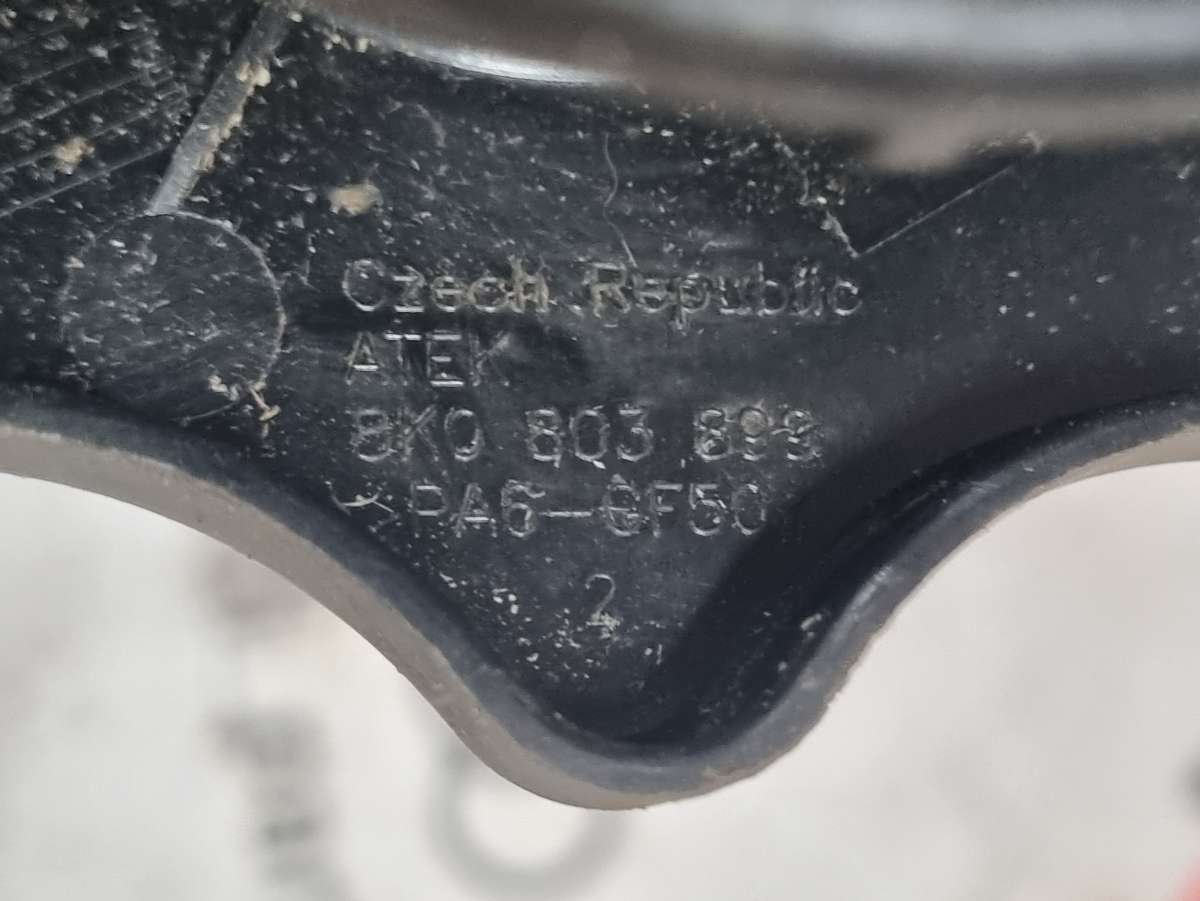 Czech Republic
ATEK
8K0 803 899
>PA6-GF50
2